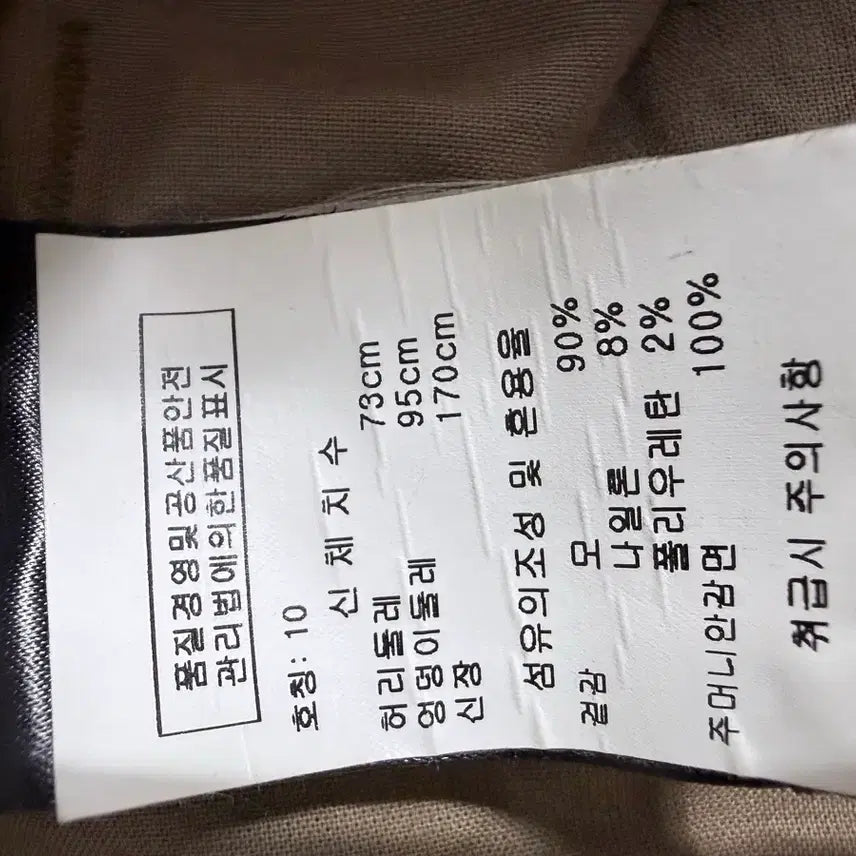 품질경영및공산품안전
관리법에의한품질표시
호칭: 10
신 체 치 수
허리둘레 73cm
엉덩이둘레 95cm
신장 170cm
섬유의조성 및 혼용율
겉감 모 90%
나일론 8%
폴리우레탄 2%
주머니안감면 100%
취급시 주의사항